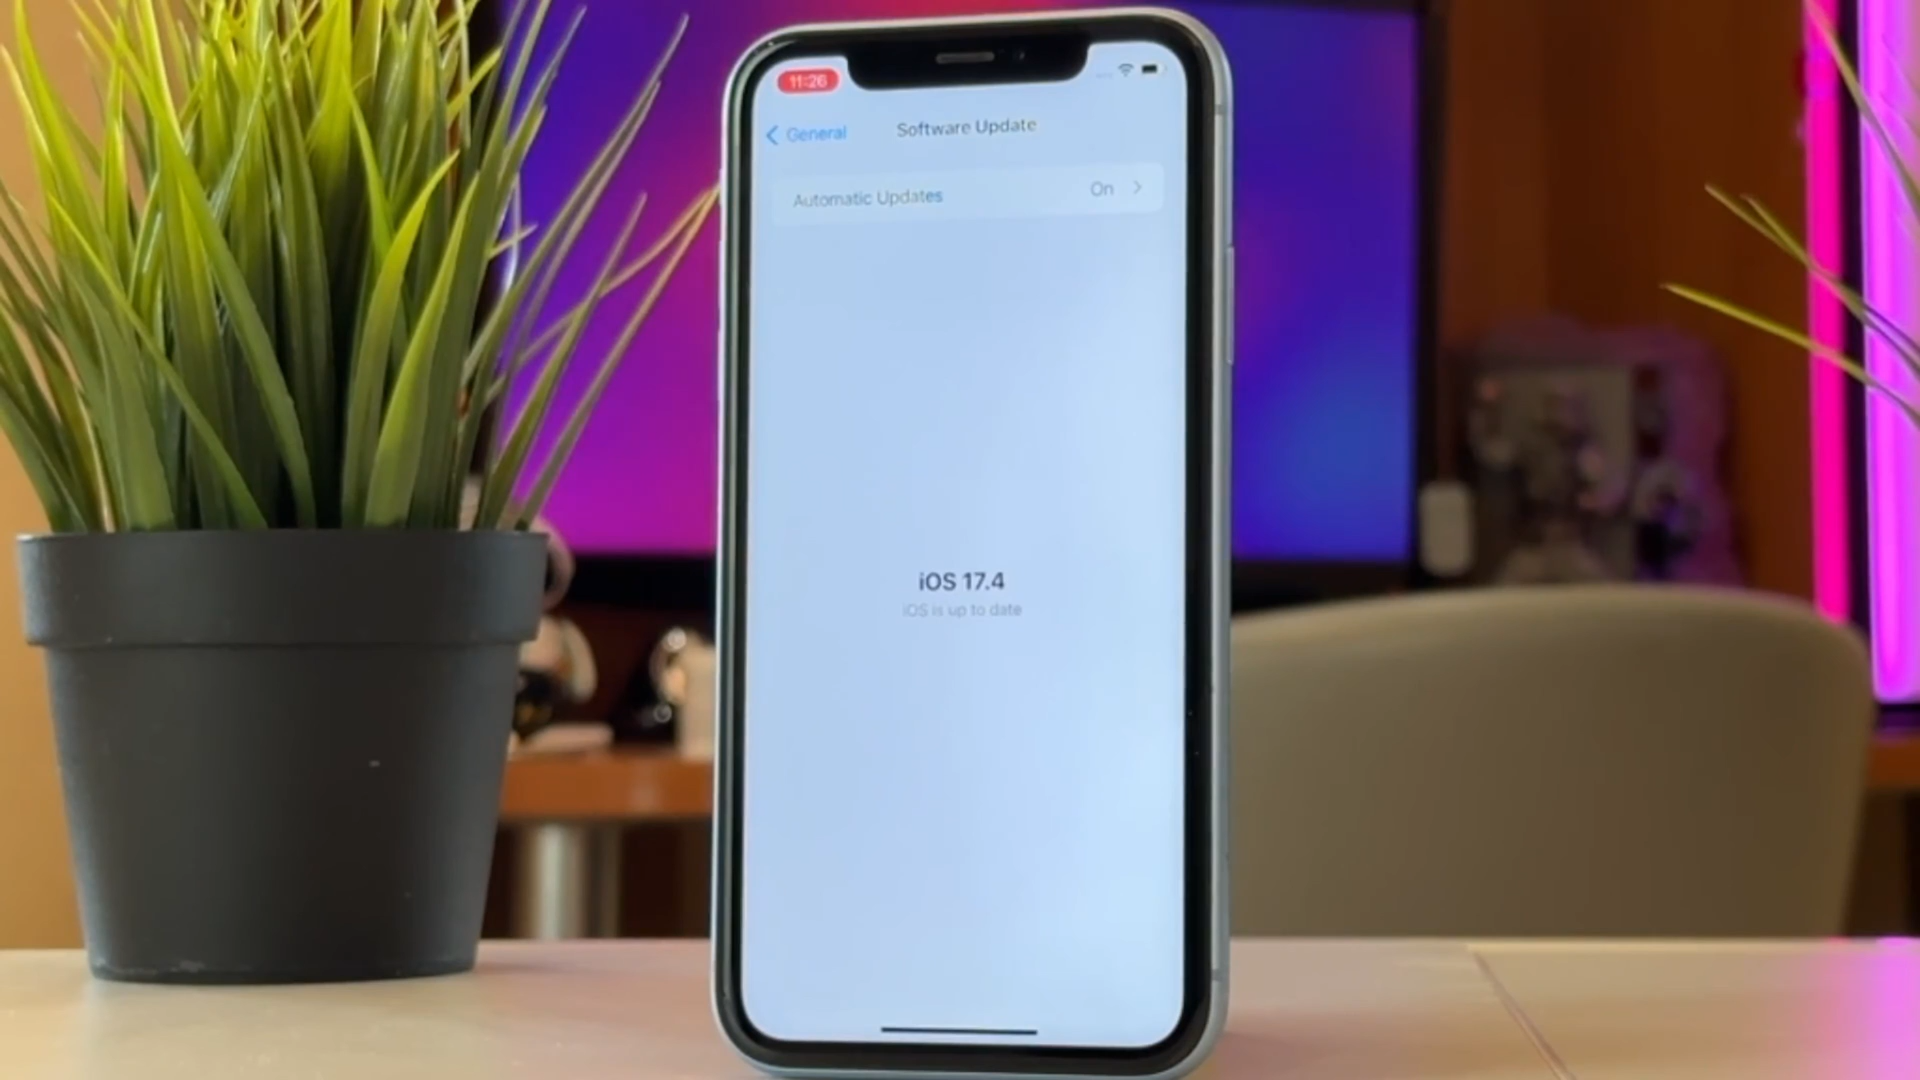 11:26
General
Software Update
Automatic Updates
On
iOS 17.4
iOS is up to date